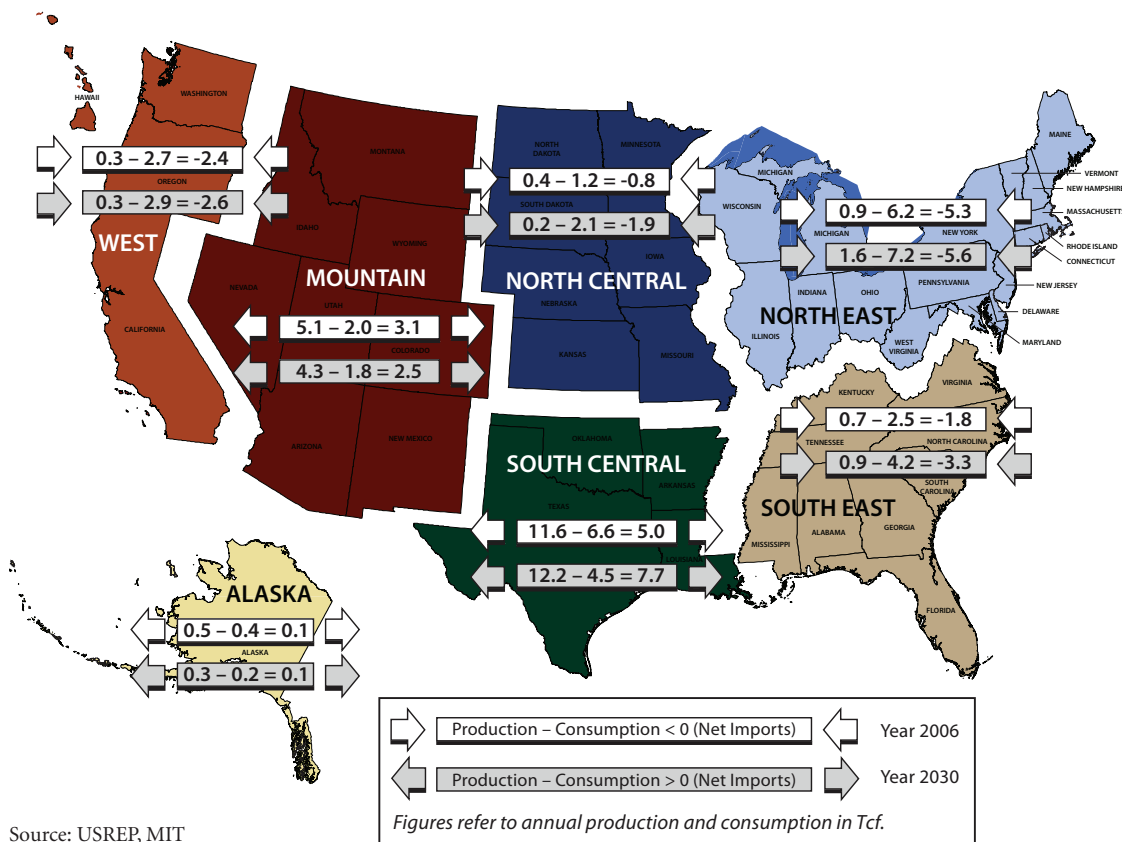 WASHINGTON
HAWAII
0.3 – 2.7 = -2.4
OREGON
0.3 – 2.9 = -2.6
WEST
CALIFORNIA
MONTANA
IDAHO
WYOMING
MOUNTAIN
NEVADA
UTAH
5.1 – 2.0 = 3.1
COLORADO
4.3 – 1.8 = 2.5
ARIZONA
NEW MEXICO
NORTH
DAKOTA
MINNESOTA
0.4 – 1.2 = -0.8
SOUTH DAKOTA
0.2 – 2.1 = -1.9
IOWA
NORTH CENTRAL
NEBRASKA
KANSAS
MISSOURI
MICHIGAN
WISCONSIN
0.9 – 6.2 = -5.3
MICHIGAN
NEW YORK
1.6 – 7.2 = -5.6
PENNSYLVANIA
INDIANA
OHIO
NORTH EAST
ILLINOIS
WEST
VIRGINIA
MAINE
VERMONT
NEW HAMPSHIRE
MASSACHUSETTS
RHODE ISLAND
CONNECTICUT
NEW JERSEY
DELAWARE
MARYLAND
KENTUCKY
VIRGINIA
0.7 – 2.5 = -1.8
TENNESSEE
NORTH CAROLINA
0.9 – 4.2 = -3.3
SOUTH
CAROLINA
SOUTH EAST
MISSISSIPPI
ALABAMA
GEORGIA
FLORIDA
OKLAHOMA
SOUTH CENTRAL
ARKANSAS
TEXAS
11.6 – 6.6 = 5.0
LOUISIANA
12.2 – 4.5 = 7.7
ALASKA
0.5 – 0.4 = 0.1
ALASKA
0.3 – 0.2 = 0.1
Production – Consumption < 0 (Net Imports)
Year 2006
Production – Consumption > 0 (Net Imports)
Year 2030
Figures refer to annual production and consumption in Tcf.
Source: USREP, MIT